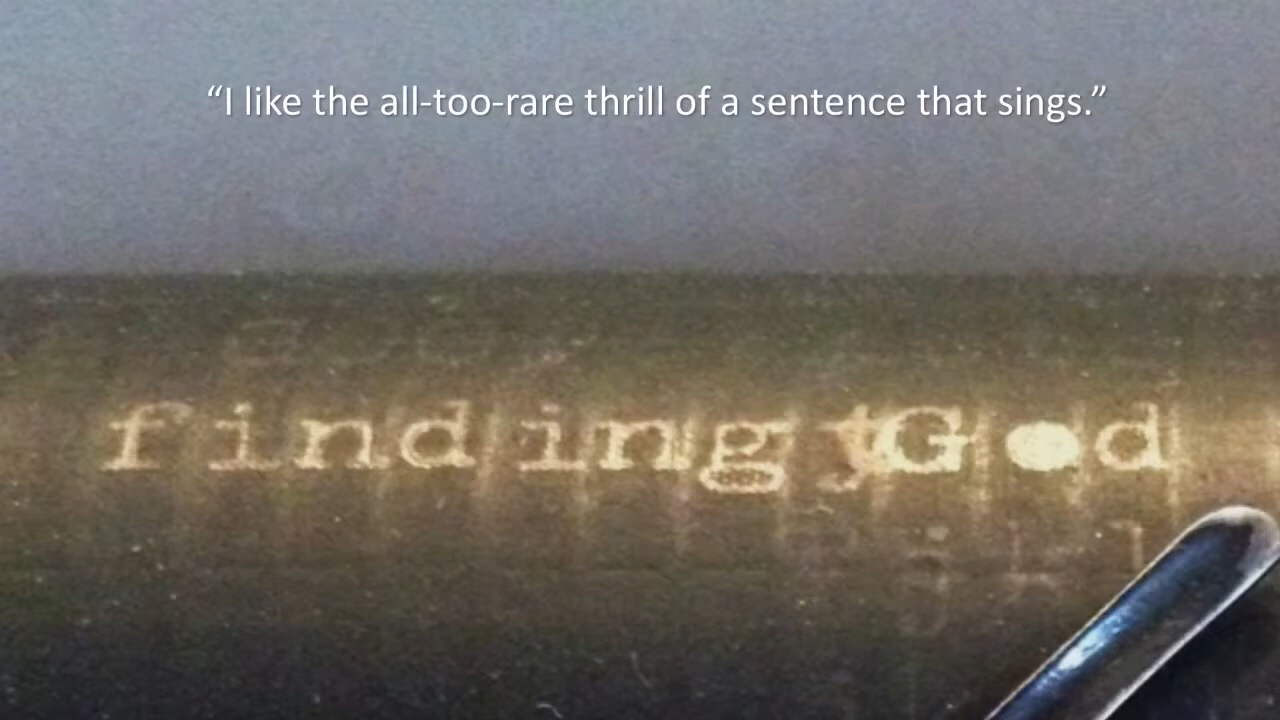 “I like the all-too-rare thrill of a sentence that sings.”
finding God